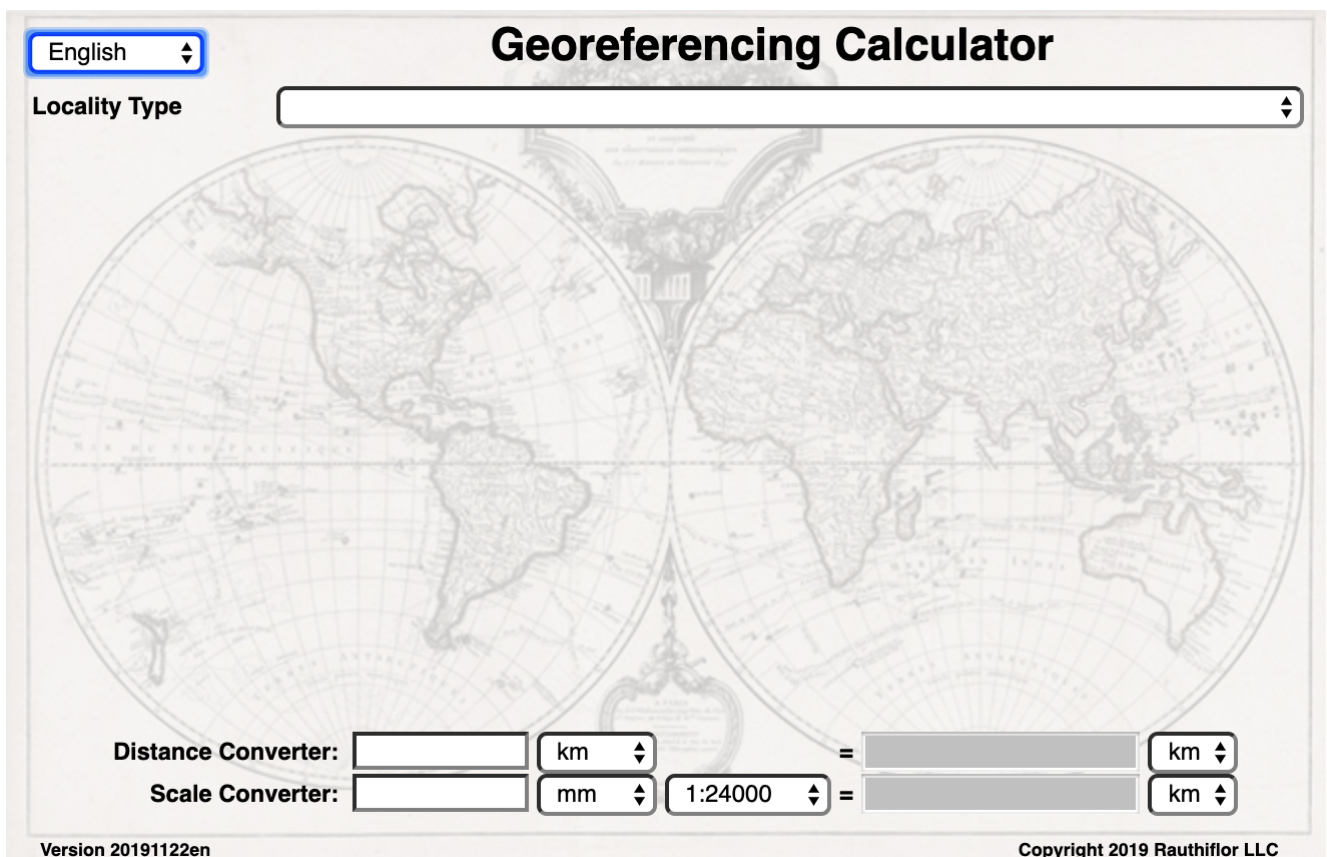 English
Georeferencing Calculator
Locality Type
Distance Converter: km = km
Scale Converter: mm 1:24000 = km
Version 20191122en
Copyright 2019 Rauthiflor LLC